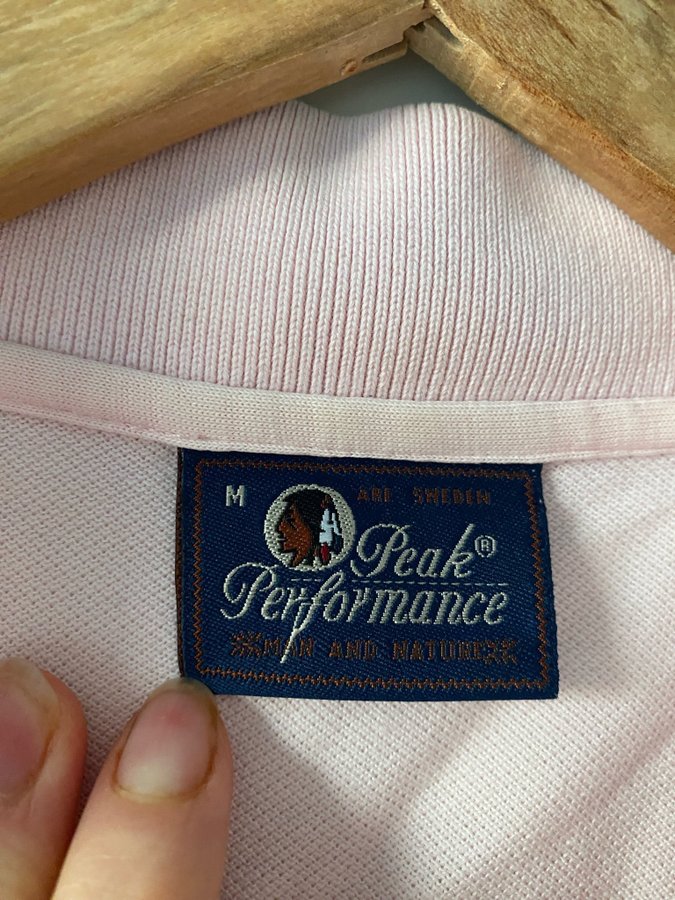 M ARE SWEDEN
Peak®
Performance
MAN AND NATURE